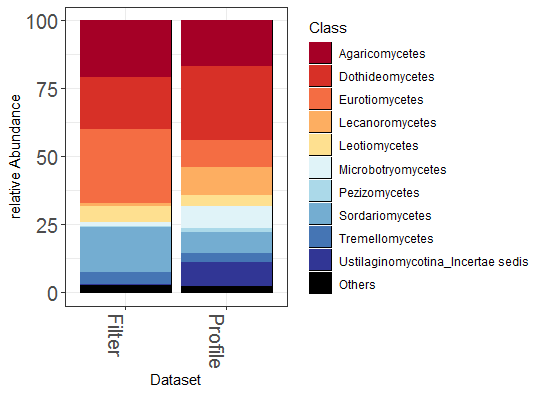 100
75
50
25
0
relative Abundance
Filter
Profile
Dataset
Class
Agaricomycetes
Dothideomycetes
Eurotiomycetes
Lecanoromycetes
Leotiomycetes
Microbotryomycetes
Pezizomycetes
Sordariomycetes
Tremellomycetes
Ustilaginomycotina_Incertae sedis
Others